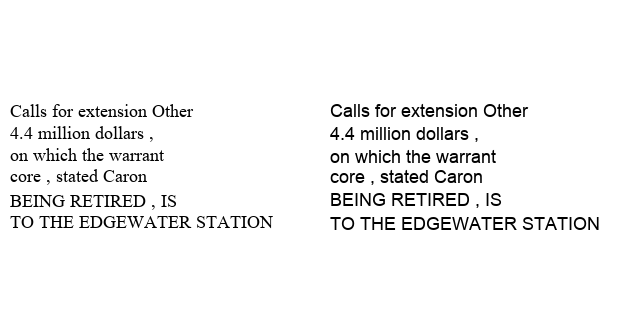 Calls for extension Other
4.4 million dollars ,
on which the warrant
core , stated Caron
BEING RETIRED , IS
TO THE EDGEWATER STATION
Calls for extension Other
4.4 million dollars ,
on which the warrant
core , stated Caron
BEING RETIRED , IS
TO THE EDGEWATER STATION